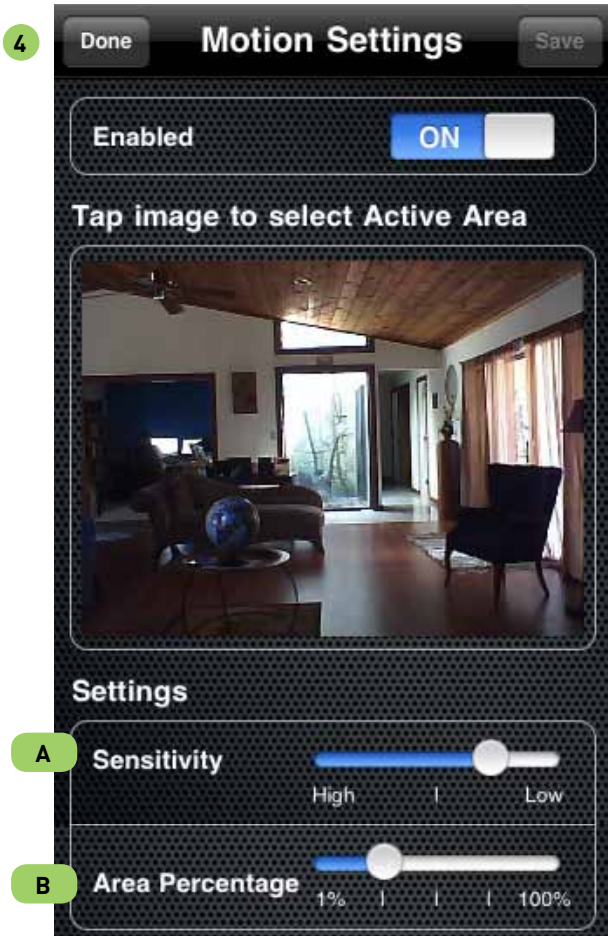 4
Done Motion Settings Save
Enabled ON
Tap image to select Active Area
Settings
A Sensitivity
High Low
B Area Percentage
1% 100%